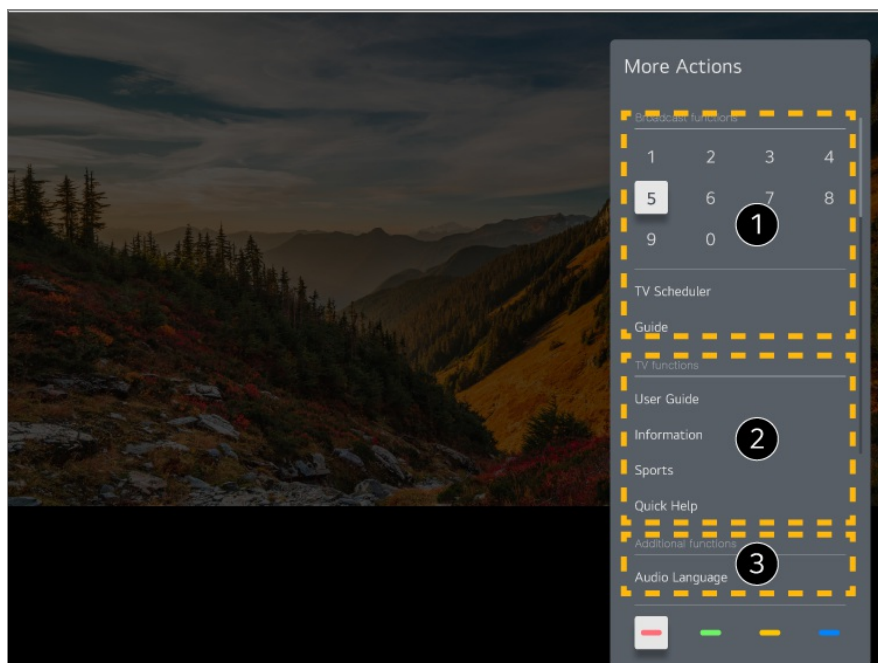 More Actions
Broadcast functions
1 2 3 4
5 6 7 8
1
9 0
TV Scheduler
Guide
TV functions
User Guide
Information
2
Sports
Quick Help
Additional functions
3
Audio Language